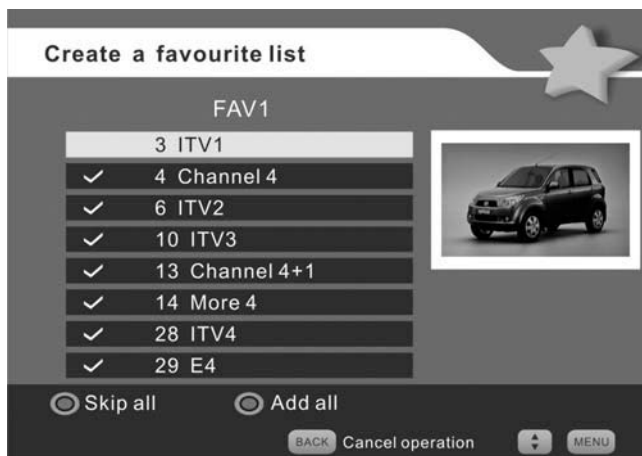 Create a favourite list
FAV1
3 ITV1
4 Channel 4
6 ITV2
10 ITV3
13 Channel 4+1
14 More 4
28 ITV4
29 E4
Skip all Add all
BACK Cancel operation MENU